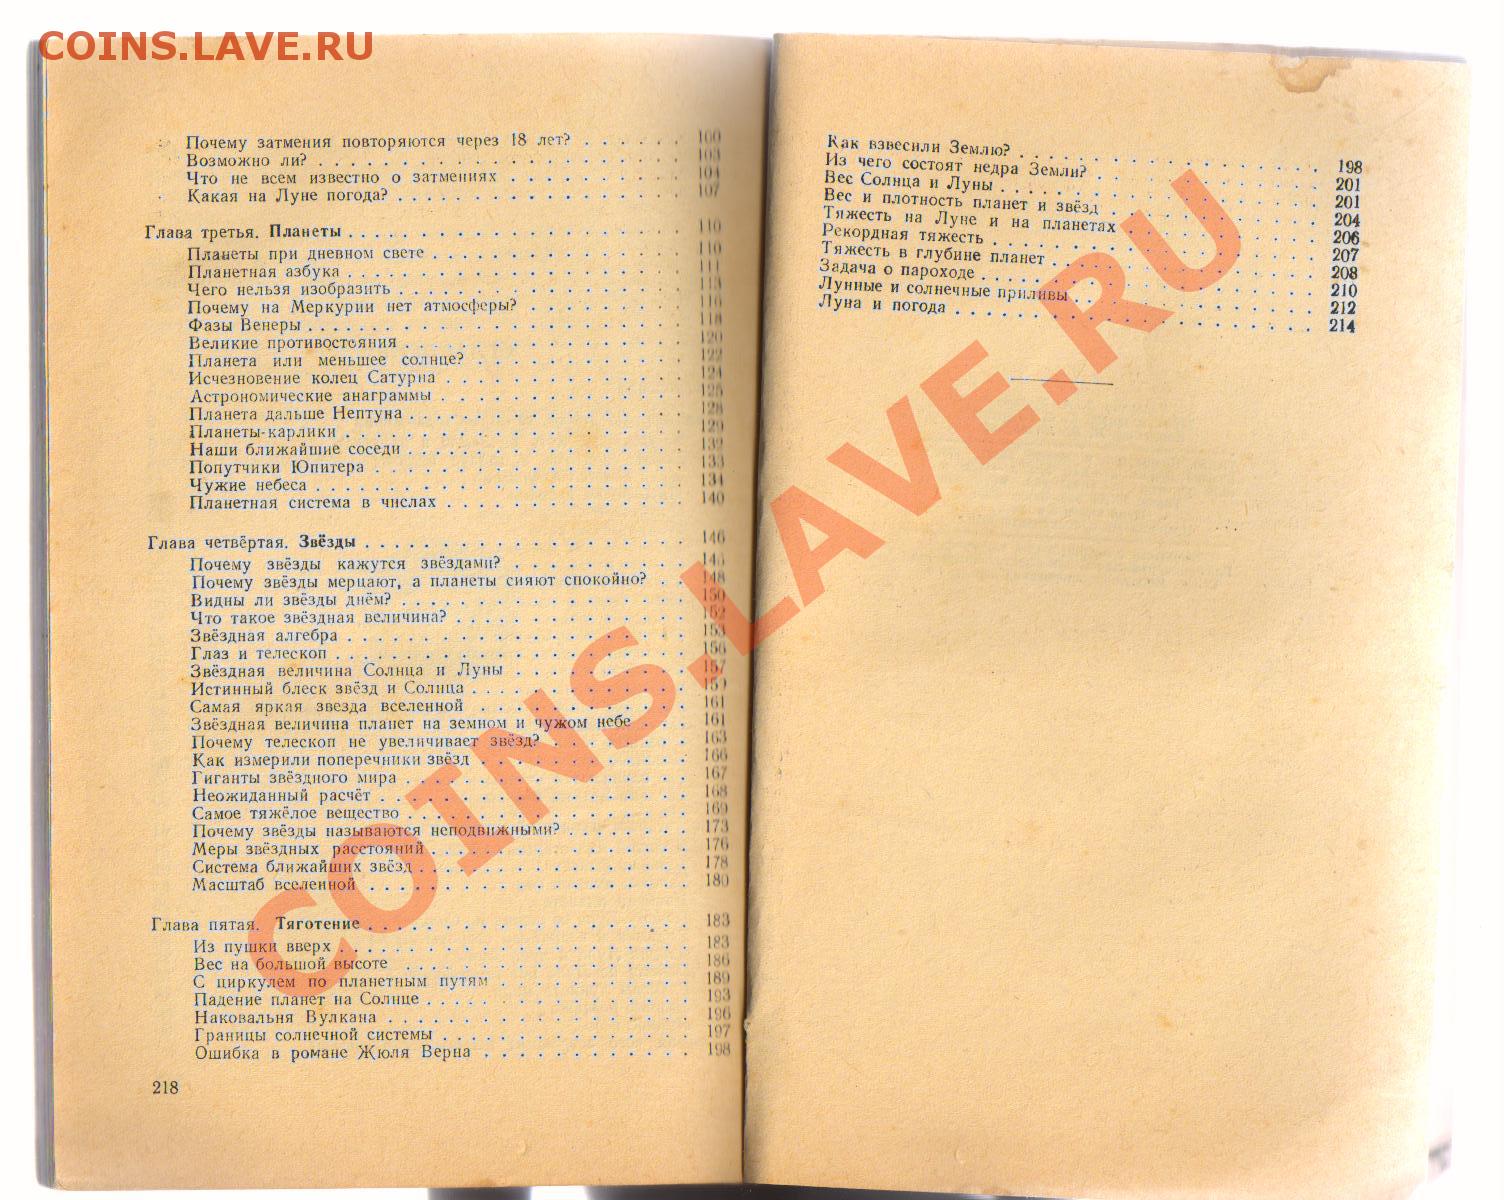 COINS.LAVE.RU
Почему затмения повторяются через 18 лет? . . . . . . 100
Возможно ли? . . . . . . . . . . . . . . . . . 103
Что не всем известно о затмениях . . . . . . . . . 104
Какая на Луне погода? . . . . . . . . . . . . . . 107
Глава третья. Планеты . . . . . . . . . . . . . . . . 110
Планеты при дневном свете . . . . . . . . . . . . 110
Планетная азбука . . . . . . . . . . . . . . . . 111
Чего нельзя изобразить . . . . . . . . . . . . . . 113
Почему на Меркурии нет атмосферы? . . . . . . . . 116
Фазы Венеры . . . . . . . . . . . . . . . . . . 118
Великие противостояния . . . . . . . . . . . . . 120
Планета или меньшее солнце? . . . . . . . . . . 122
Исчезновение колец Сатурна . . . . . . . . . . . . 124
Астрономические анаграммы . . . . . . . . . . . . 125
Планета дальше Нептуна . . . . . . . . . . . . . 128
Планеты-карлики . . . . . . . . . . . . . . . . 129
Наши ближайшие соседи . . . . . . . . . . . . . 132
Попутчики Юпитера . . . . . . . . . . . . . . . 133
Чужие небеса . . . . . . . . . . . . . . . . . . 134
Планетная система в числах . . . . . . . . . . . . 140
Глава четвёртая. Звёзды . . . . . . . . . . . . . . . 146
Почему звёзды кажутся звёздами? . . . . . . . . . 146
Почему звёзды мерцают, а планеты сияют спокойно? . . 148
Видны ли звёзды днём? . . . . . . . . . . . . . . 150
Что такое звёздная величина? . . . . . . . . . . . 152
Звёздная алгебра . . . . . . . . . . . . . . . . 153
Глаз и телескоп . . . . . . . . . . . . . . . . . 156
Звёздная величина Солнца и Луны . . . . . . . . . 157
Истинный блеск звёзд и Солнца . . . . . . . . . . 159
Самая яркая звезда вселенной . . . . . . . . . . 161
Звёздная величина планет на земном и чужом небе . . . 161
Почему телескоп не увеличивает звёзд? . . . . . . . 163
Как измерили поперечники звёзд . . . . . . . . . . 166
Гиганты звёздного мира . . . . . . . . . . . . . . 167
Неожиданный расчёт . . . . . . . . . . . . . . . 168
Самое тяжёлое вещество . . . . . . . . . . . . . 169
Почему звёзды называются неподвижными? . . . . . . 173
Меры звёздных расстояний . . . . . . . . . . . . 176
Система ближайших звёзд . . . . . . . . . . . . . 178
Масштаб вселенной . . . . . . . . . . . . . . . 180
Глава пятая. Тяготение . . . . . . . . . . . . . . . 183
Из пушки вверх . . . . . . . . . . . . . . . . . 183
Вес на большой высоте . . . . . . . . . . . . . . 186
С циркулем по планетным путям . . . . . . . . . . 189
Падение планет на Солнце . . . . . . . . . . . . . 193
Наковальня Вулкана . . . . . . . . . . . . . . . 196
Границы солнечной системы . . . . . . . . . . . . 197
Ошибка в романе Жюля Верна . . . . . . . . . . . 198
218
Как взвесили Землю? . . . . . . . . . . . . . . . 198
Из чего состоят недра Земли? . . . . . . . . . . . 201
Вес Солнца и Луны . . . . . . . . . . . . . . . . 201
Вес и плотность планет и звёзд . . . . . . . . . . 204
Тяжесть на Луне и на планетах . . . . . . . . . . 206
Рекордная тяжесть . . . . . . . . . . . . . . . . 207
Тяжесть в глубине планет . . . . . . . . . . . . . 208
Задача о пароходе . . . . . . . . . . . . . . . . 210
Лунные и солнечные приливы . . . . . . . . . . . 212
Луна и погода . . . . . . . . . . . . . . . . . . 214
COINS.LAVE.RU